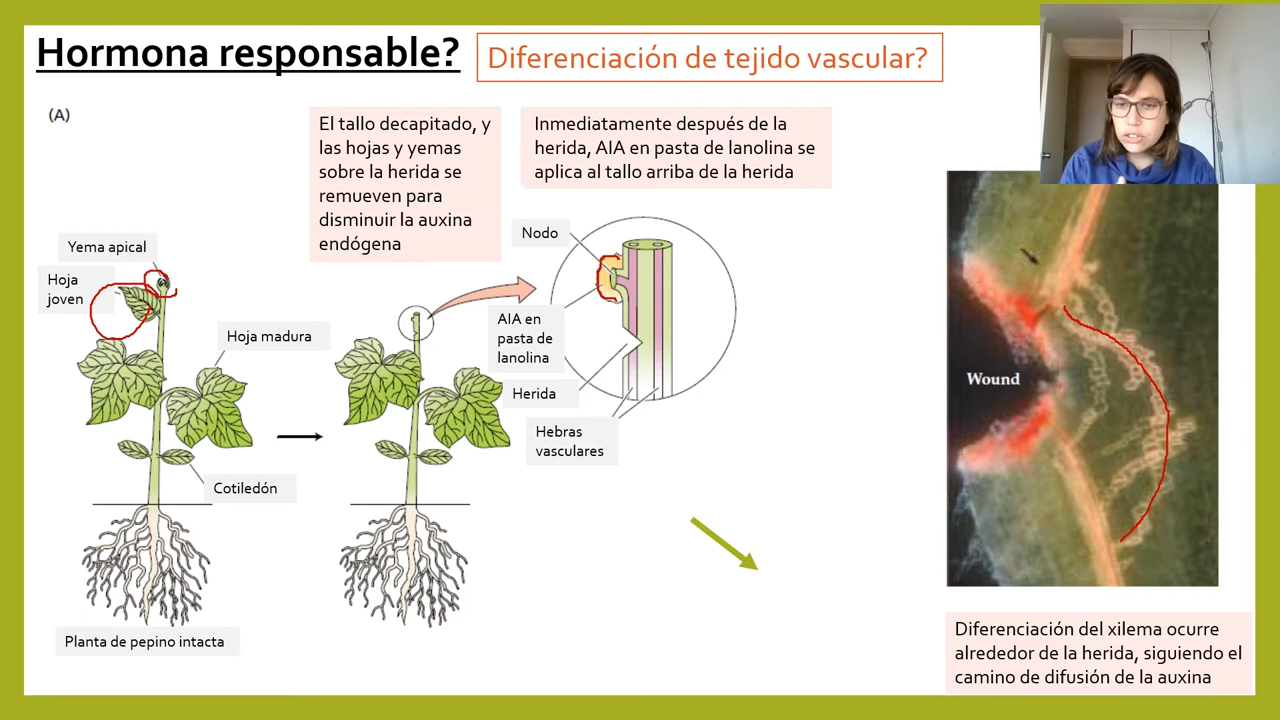 Hormona responsable?
Diferenciación de tejido vascular?
(A)
El tallo decapitado, y
las hojas y yemas
sobre la herida se
remueven para
disminuir la auxina
endógena
Inmediatamente después de la
herida, AIA en pasta de lanolina se
aplica al tallo arriba de la herida
Yema apical
Hoja
joven
Hoja madura
Cotiledón
Planta de pepino intacta
Nodo
AIA en
pasta de
lanolina
Herida
Hebras
vasculares
Wound
Diferenciación del xilema ocurre
alrededor de la herida, siguiendo el
camino de difusión de la auxina